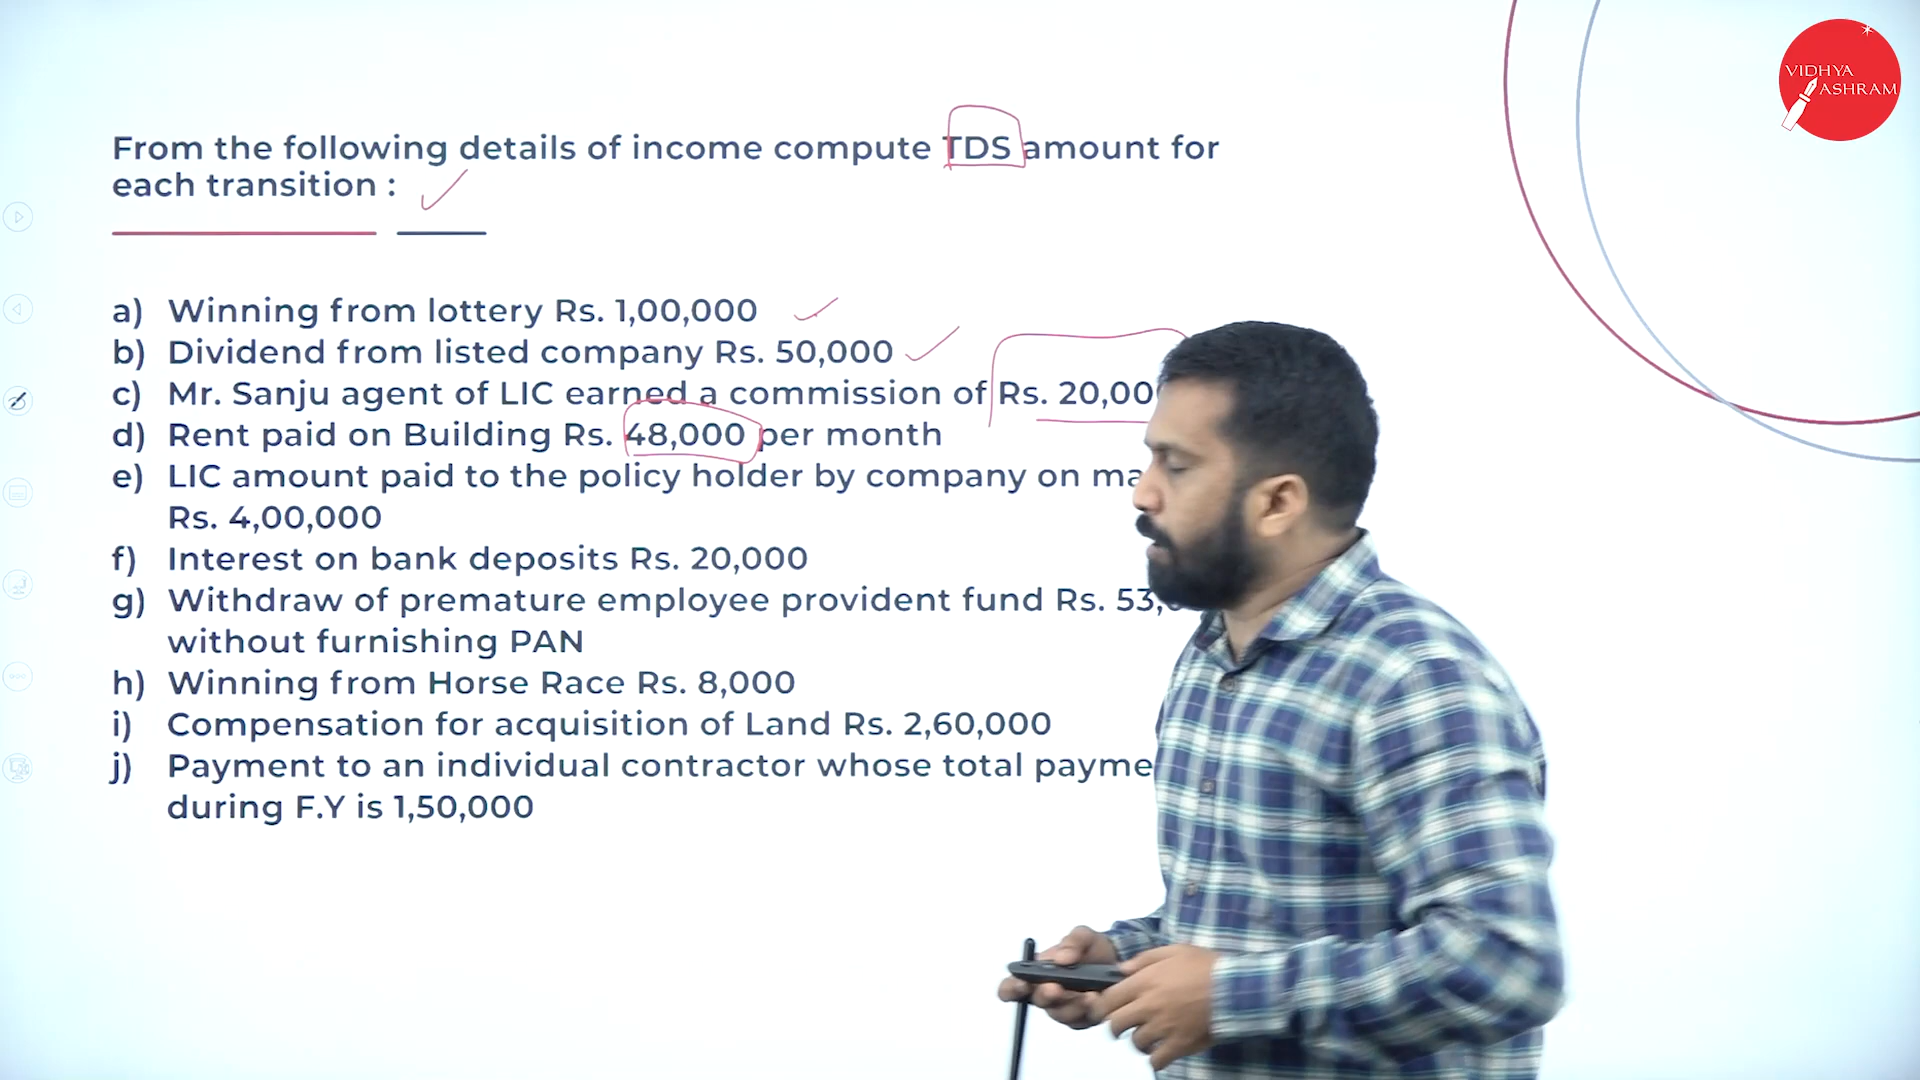 VIDHYA
ASHRAM
From the following details of income compute TDS amount for
each transition :
a) Winning from lottery Rs. 1,00,000
b) Dividend from listed company Rs. 50,000
c) Mr. Sanju agent of LIC earned a commission of Rs.
d) Rent paid on Building Rs. 48,000 per month
e) LIC amount paid to the policy holder by company on
Rs. 4,00,000
f) Interest on bank deposits Rs. 20,000
g) Withdraw of premature employee provident fund Rs.
without furnishing PAN
h) Winning from Horse Race Rs. 8,000
i) Compensation for acquisition of Land Rs. 2,60,000
j) Payment to an individual contractor whose total
during F.Y is 1,50,000